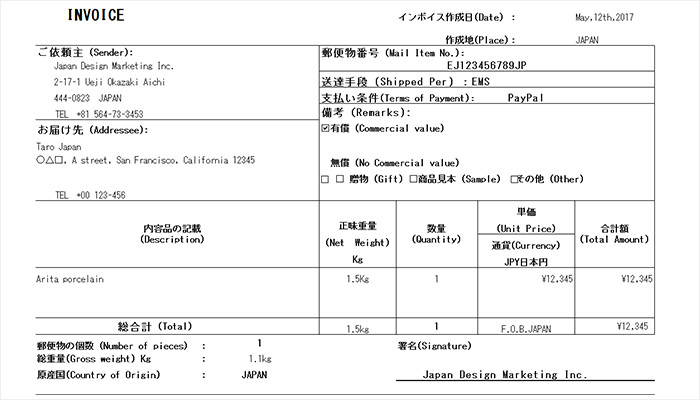 INVOICE
インボイス作成日(Date) : May.12th.2017
作成地(Place): JAPAN
ご依頼主 (Sender):
Japan Design Marketing Inc.
2-17-1 Ueji Okazaki Aichi
444-0823 JAPAN
TEL +81 564-73-3453
お届け先 (Addressee):
Taro Japan
○△□, A street, San Francisco, California 12345
TEL +00 123-456
郵便物番号 (Mail Item No.):
EJ123456789JP
送達手段 (Shipped Per) :EMS
支払い条件(Terms of Payment): PayPal
備考 (Remarks):
☑有償 (Commercial value)
無償 (No Commercial value)
□ □ 贈物 (Gift) □商品見本 (Sample) □その他 (Other)
内容品の記載
(Description)
正味重量
(Net Weight)
Kg
数量
(Quantity)
単価
(Unit Price)
通貨(Currency)
JPY日本円
合計額
(Total Amount)
Arita porcelain 1.5Kg 1 ¥12,345 ¥12,345
総合計 (Total) 1.5kg 1 F.O.B.JAPAN ¥12,345
郵便物の個数 (Number of pieces) : 1
総重量(Gross weight) Kg : 1.1kg
原産国(Country of Origin) : JAPAN
署名(Signature)
Japan Design Marketing Inc.